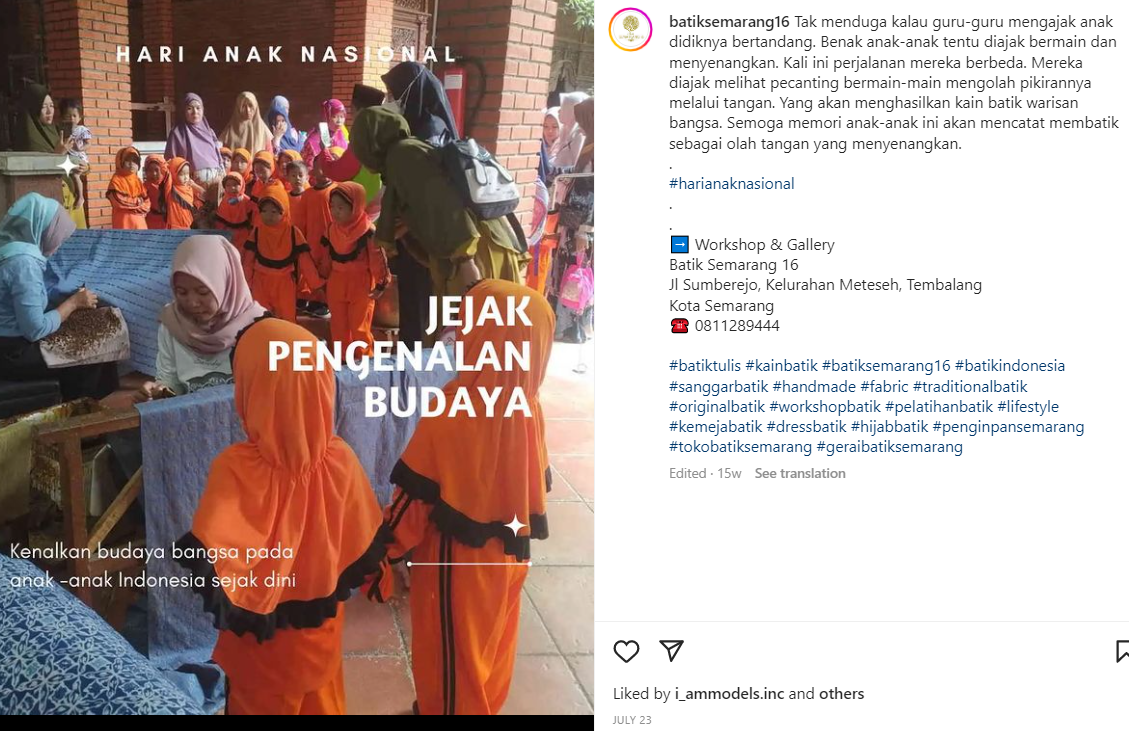 HARI ANAK NASIONAL
JEJAK
PENGENALAN
BUDAYA
Kenalkan budaya bangsa pada
anak -anak Indonesia sejak dini
batiksemarang16 Tak menduga kalau guru-guru mengajak anak
didiknya bertandang. Benak anak-anak tentu diajak bermain dan
menyenangkan. Kali ini perjalanan mereka berbeda. Mereka
diajak melihat pecanting bermain-main mengolah pikirannya
melalui tangan. Yang akan menghasilkan kain batik warisan
bangsa. Semoga memori anak-anak ini akan mencatat membatik
sebagai olah tangan yang menyenangkan.
.
#harianaknasional
.
.
➡️ Workshop & Gallery
Batik Semarang 16
Jl Sumberejo, Kelurahan Meteseh, Tembalang
Kota Semarang
☎️ 0811289444
#batiktulis #kainbatik #batiksemarang16 #batikindonesia
#sanggarbatik #handmade #fabric #traditionalbatik
#originalbatik #workshopbatik #pelatihanbatik #lifestyle
#kemejabatik #dressbatik #hijabbatik #penginpansemarang
#tokobatiksemarang #geraibatiksemarang
Edited · 15w See translation
Liked by i_ammodels.inc and others
JULY 23